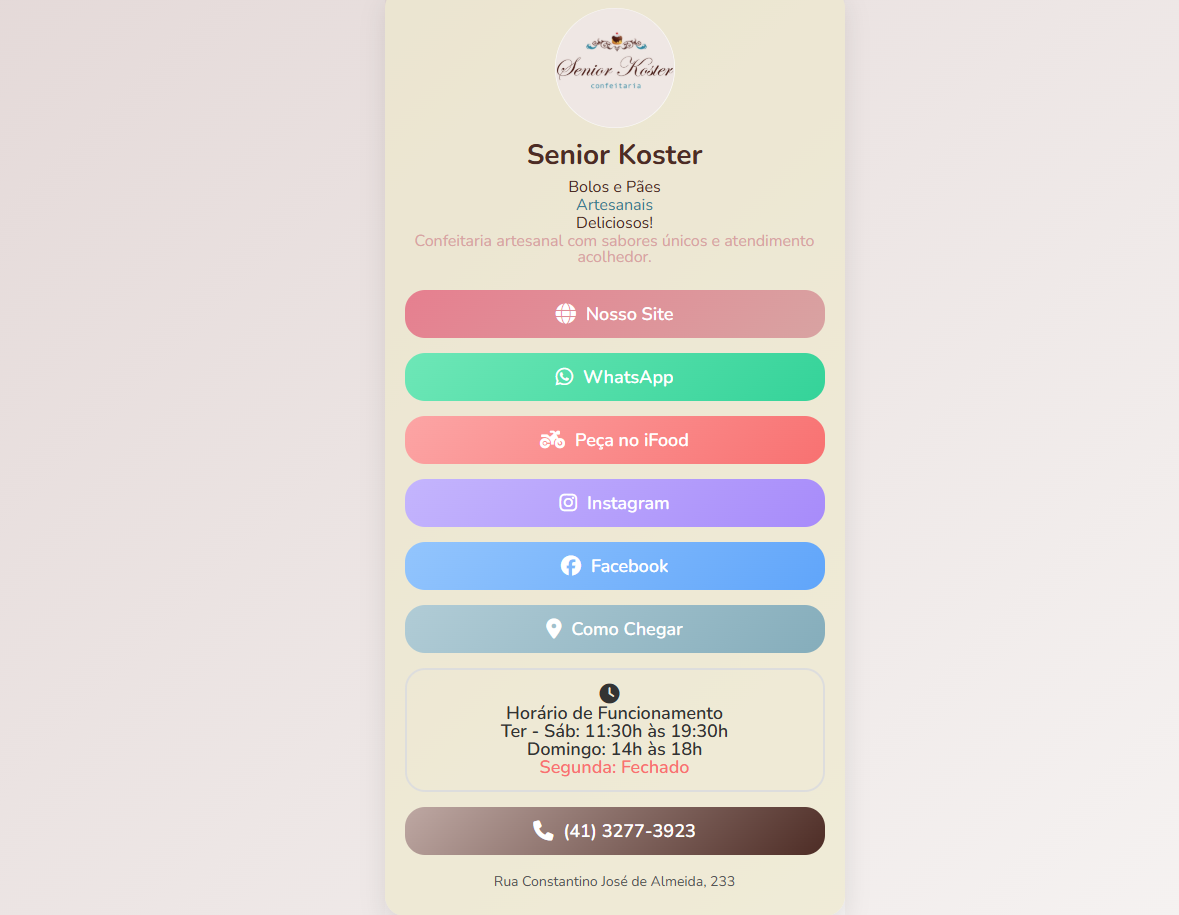 Senior Koster
confeitaria
Senior Koster
Bolos e Pães
Artesanais
Deliciosos!
Confeitaria artesanal com sabores únicos e atendimento
acolhedor.
Nosso Site
WhatsApp
Peça no iFood
Instagram
Facebook
Como Chegar
Horário de Funcionamento
Ter - Sáb: 11:30h às 19:30h
Domingo: 14h às 18h
Segunda: Fechado
(41) 3277-3923
Rua Constantino José de Almeida, 233